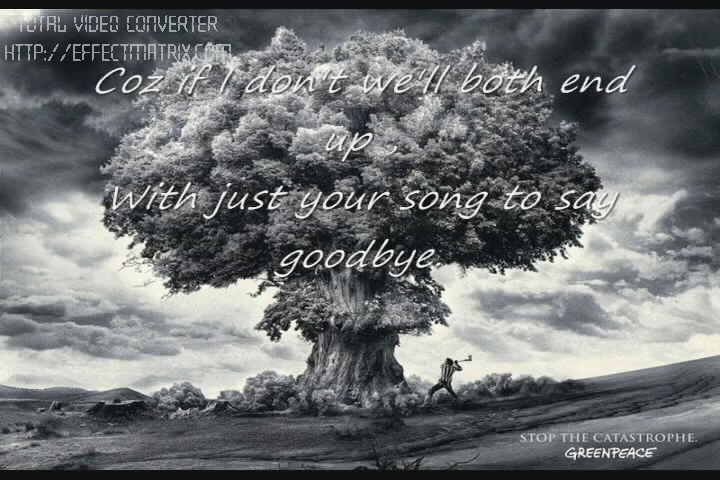 TOTAL VIDEO CONVERTER
HTTP://EFFECTMATRIX.COM
Coz if I don't we'll both end
up ,
With just your song to say
goodbye
STOP THE CATASTROPHE.
GREENPEACE